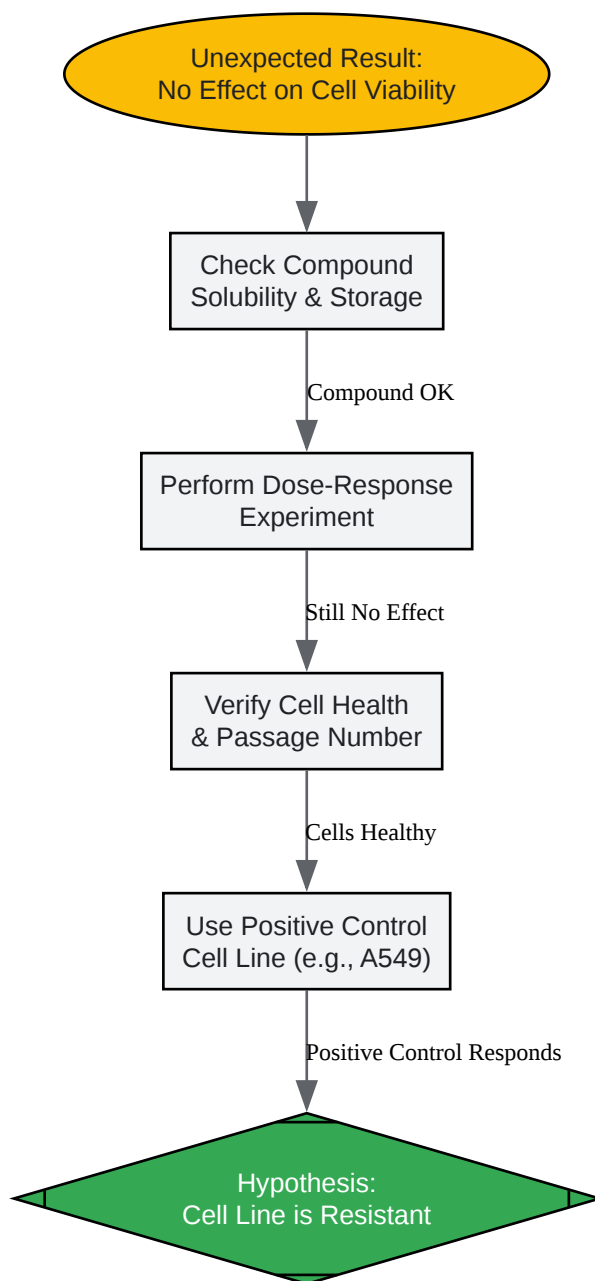 Unexpected Result:
No Effect on Cell Viability
Check Compound
Solubility & Storage
Compound OK
Perform Dose-Response
Experiment
Still No Effect
Verify Cell Health
& Passage Number
Cells Healthy
Use Positive Control
Cell Line (e.g., A549)
Positive Control Responds
Hypothesis:
Cell Line is Resistant